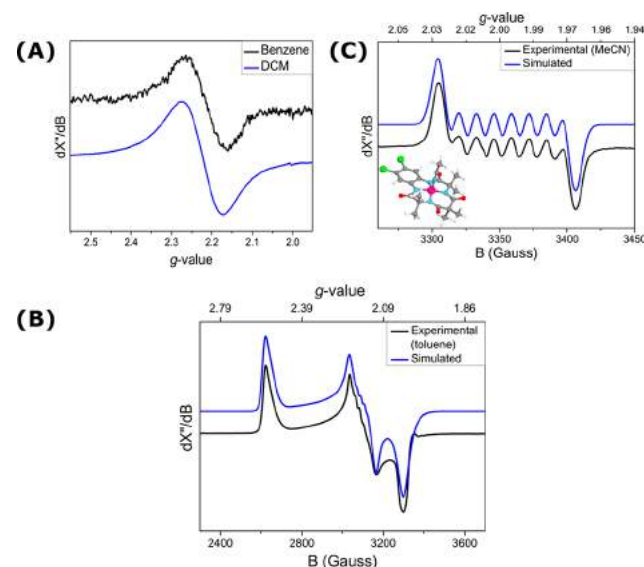 (A)
Benzene
DCM
dX"/dB
2.5 2.4 2.3 2.2 2.1 2.0
g-value
(C)
g-value
2.05 2.03 2.02 2.01 2.00 1.99 1.98 1.97 1.96 1.94
Experimental (MeCN)
Simulated
dX"/dB
3300 3350 3400 3450
B (Gauss)
(B)
g-value
2.79 2.39 2.09 1.86
Experimental
(toluene)
Simulated
dX"/dB
2400 2800 3200 3600
B (Gauss)